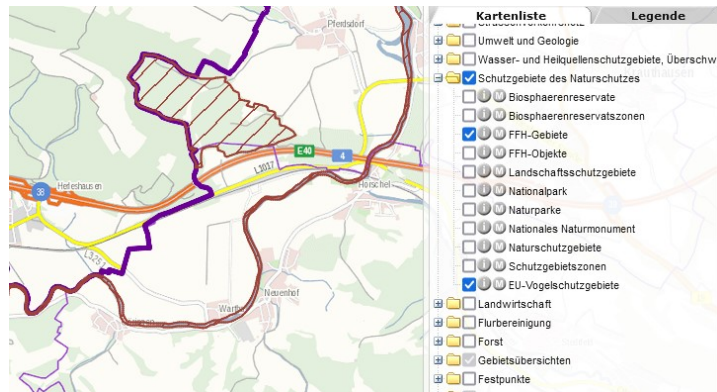 Pferdsdorf
E40
4
L1017
Hörschel
38
Neuenhof
Wartha
Kartenliste
Legende
Umwelt und Geologie
Wasser- und Heilquellenschutzgebiete, Überschw
Schutzgebiete des Naturschutzes
Biosphaerenreservate
Biosphaerenreservatszonen
FFH-Gebiete
FFH-Objekte
Landschaftsschutzgebiete
Nationalpark
Naturparke
Nationales Naturmonument
Naturschutzgebiete
Schutzgebietszonen
EU-Vogelschutzgebiete
Landwirtschaft
Flurbereinigung
Forst
Gebietsübersichten
Festpunkte